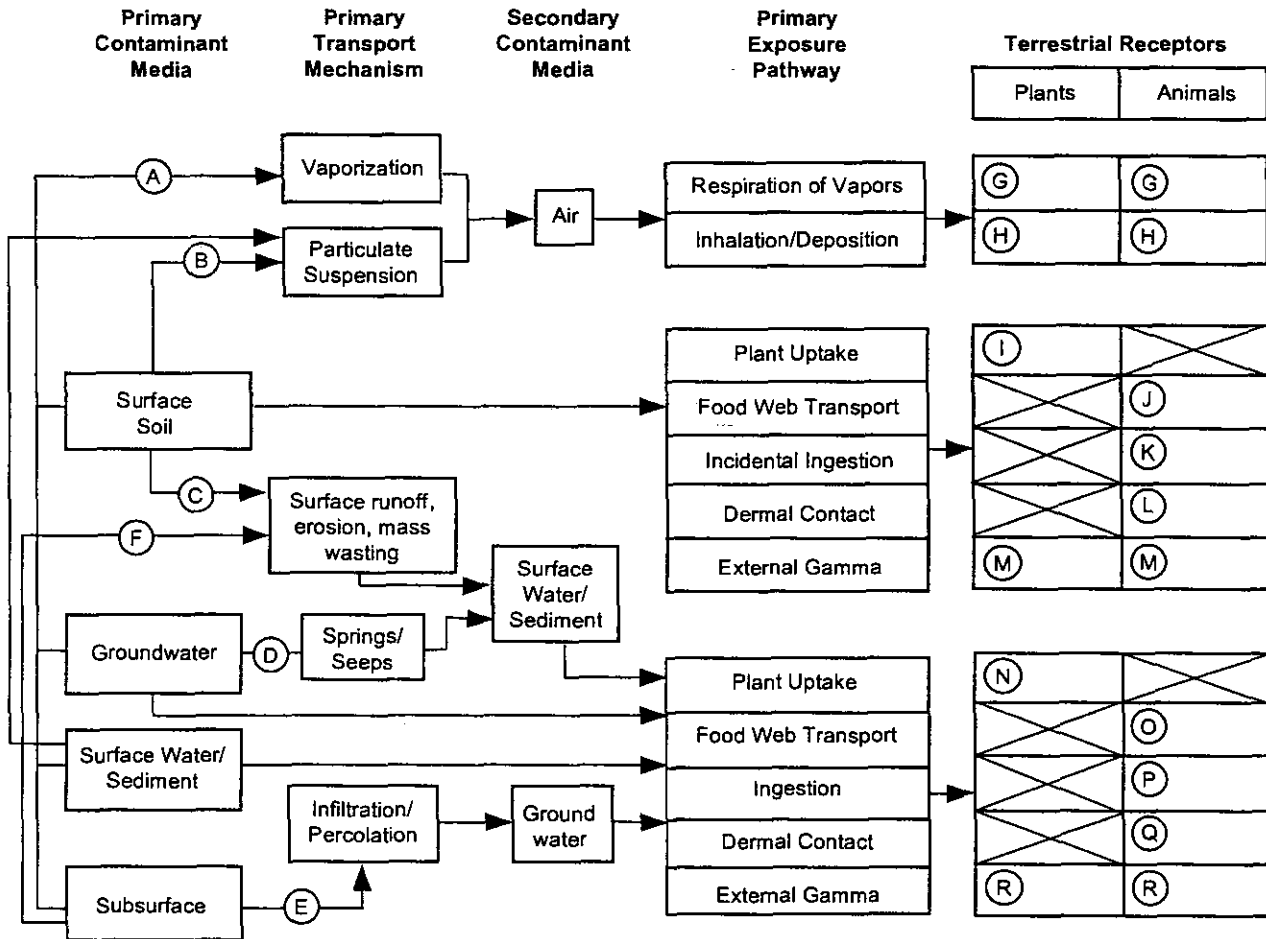 Primary
Contaminant
Media
Primary
Transport
Mechanism
Secondary
Contaminant
Media
Primary
Exposure
Pathway
Terrestrial Receptors
Plants
Animals
A
Vaporization
B
Particulate
Suspension
Air
Respiration of Vapors
Inhalation/Deposition
G
G
H
H
Surface
Soil
Plant Uptake
Food Web Transport
Incidental Ingestion
Dermal Contact
External Gamma
I
J
K
L
M
M
C
F
Surface runoff,
erosion, mass
wasting
Surface
Water/
Sediment
Groundwater
D
Springs/
Seeps
Surface Water/
Sediment
Infiltration/
Percolation
Ground
water
Subsurface
E
Plant Uptake
Food Web Transport
Ingestion
Dermal Contact
External Gamma
N
O
P
Q
R
R